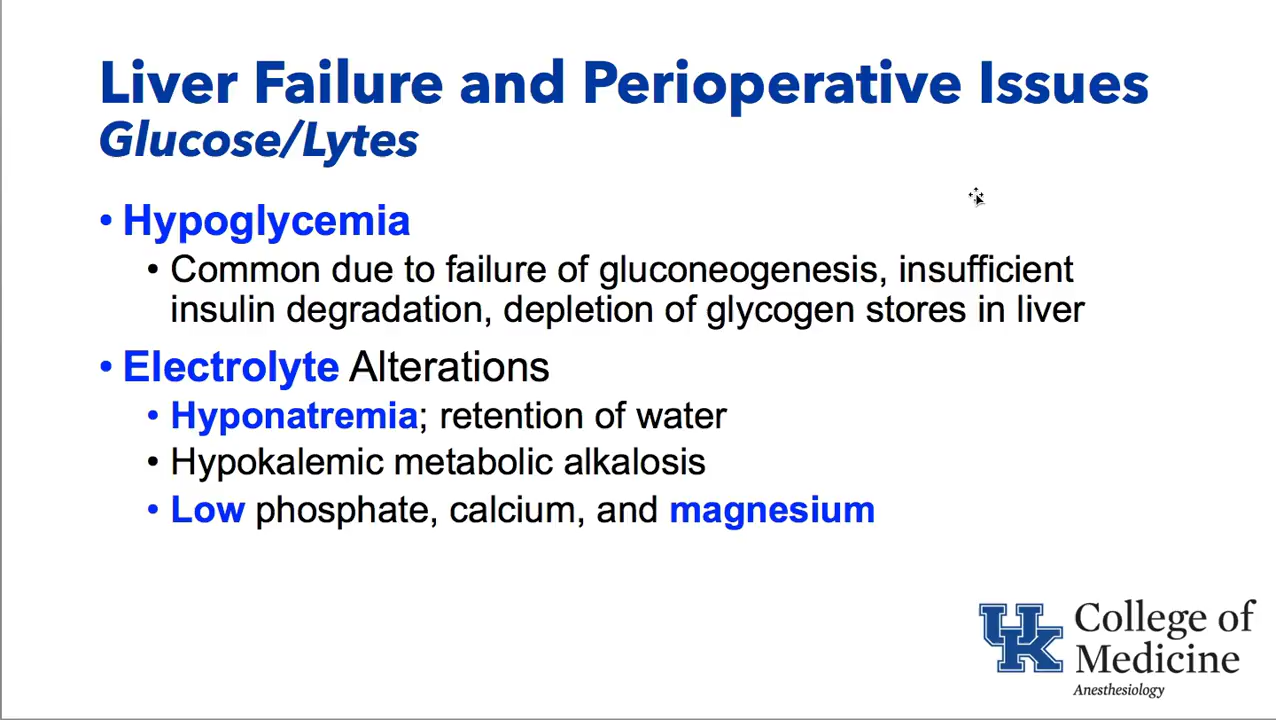 Liver Failure and Perioperative Issues
Glucose/Lytes
• Hypoglycemia
• Common due to failure of gluconeogenesis, insufficient
insulin degradation, depletion of glycogen stores in liver
• Electrolyte Alterations
• Hyponatremia; retention of water
• Hypokalemic metabolic alkalosis
• Low phosphate, calcium, and magnesium
UK
College of
Medicine
Anesthesiology